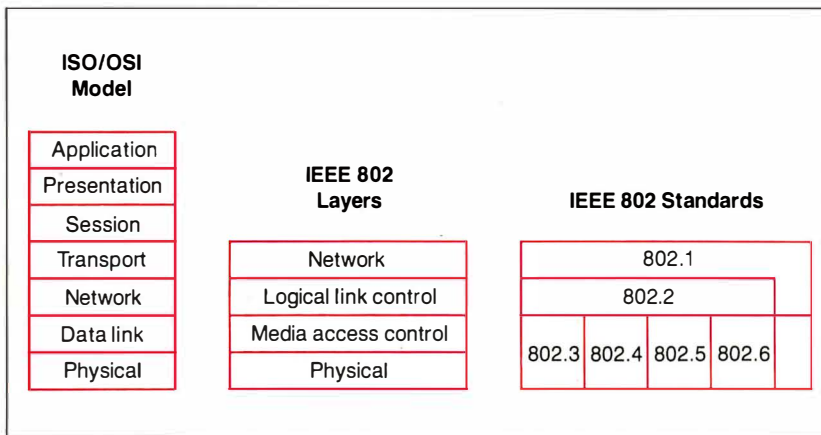 ISO/OSI
Model
Application
Presentation
Session
Transport
Network
Data link
Physical
IEEE 802
Layers
Network
Logical link control
Media access control
Physical
IEEE 802 Standards
802.1
802.2
802.3 802.4 802.5 802.6